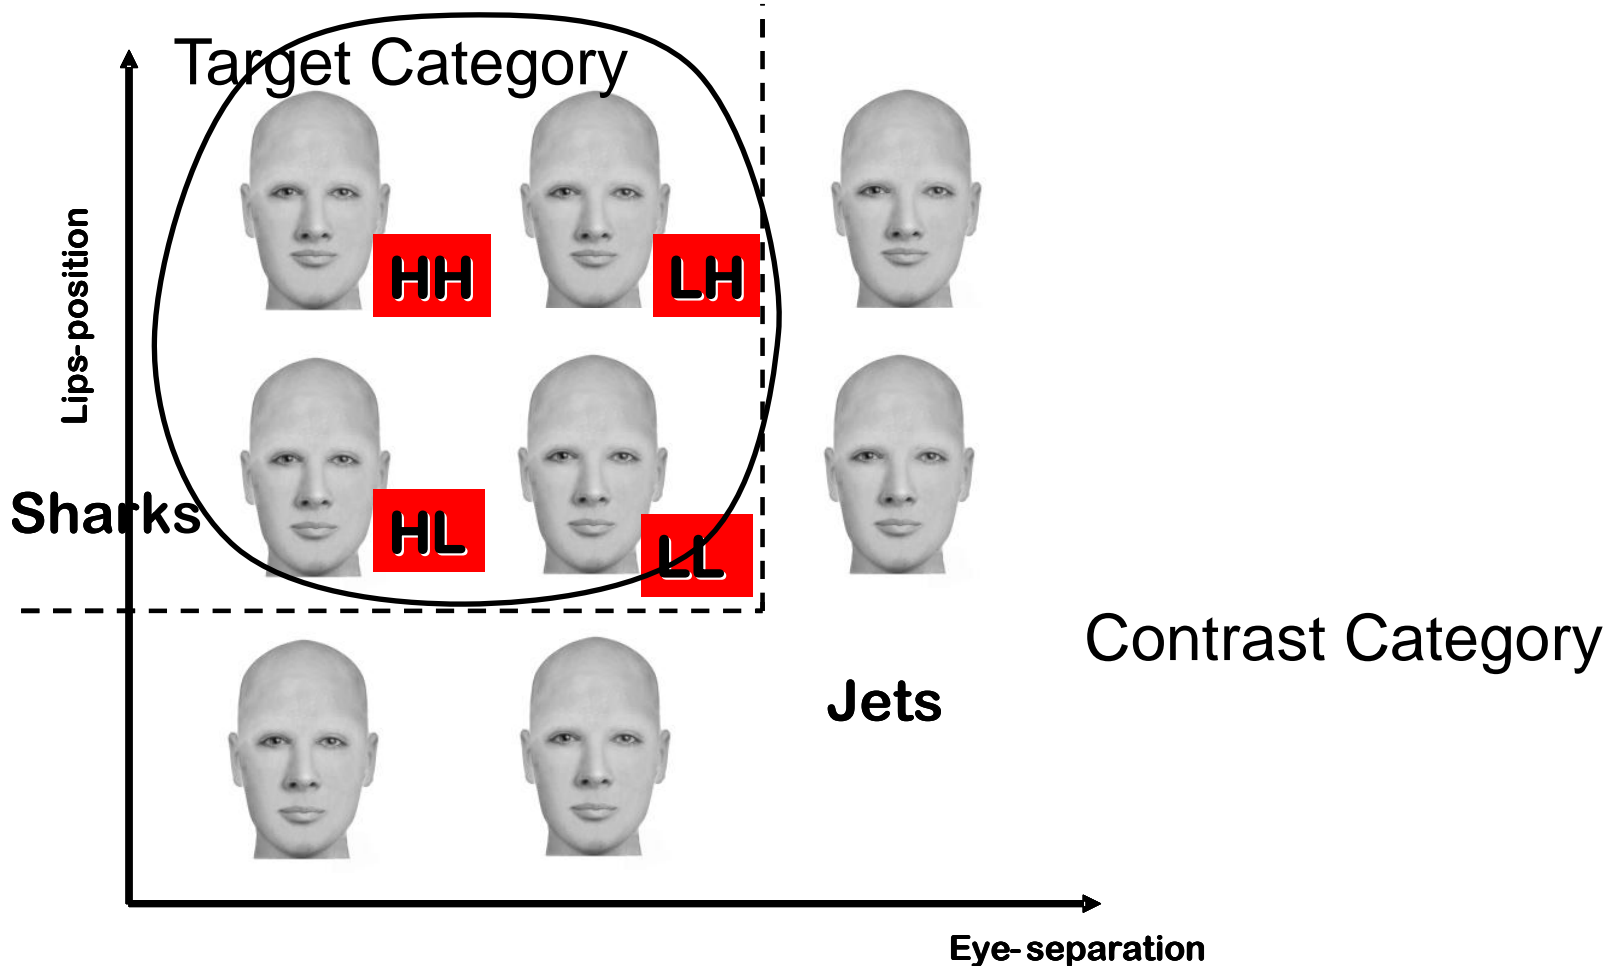 Target Category
HH
LH
Lips-position
Sharks
HL
LL
Contrast Category
Jets
Eye-separation